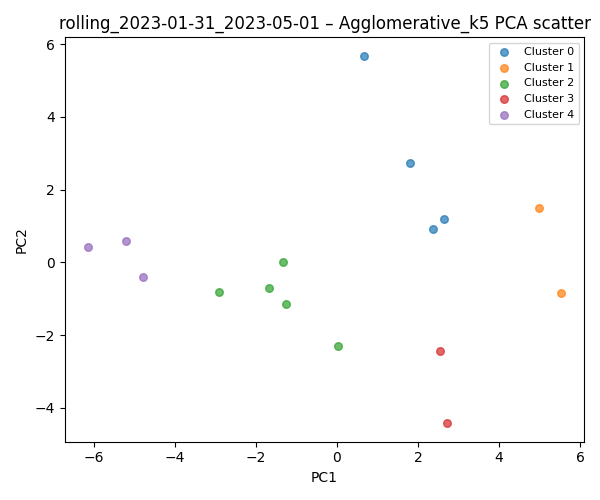 rolling_2023-01-31_2023-05-01 – Agglomerative_k5 PCA scatter
Cluster 0
Cluster 1
Cluster 2
Cluster 3
Cluster 4
6
4
2
0
−2
−4
PC2
−6 −4 −2 0 2 4 6
PC1